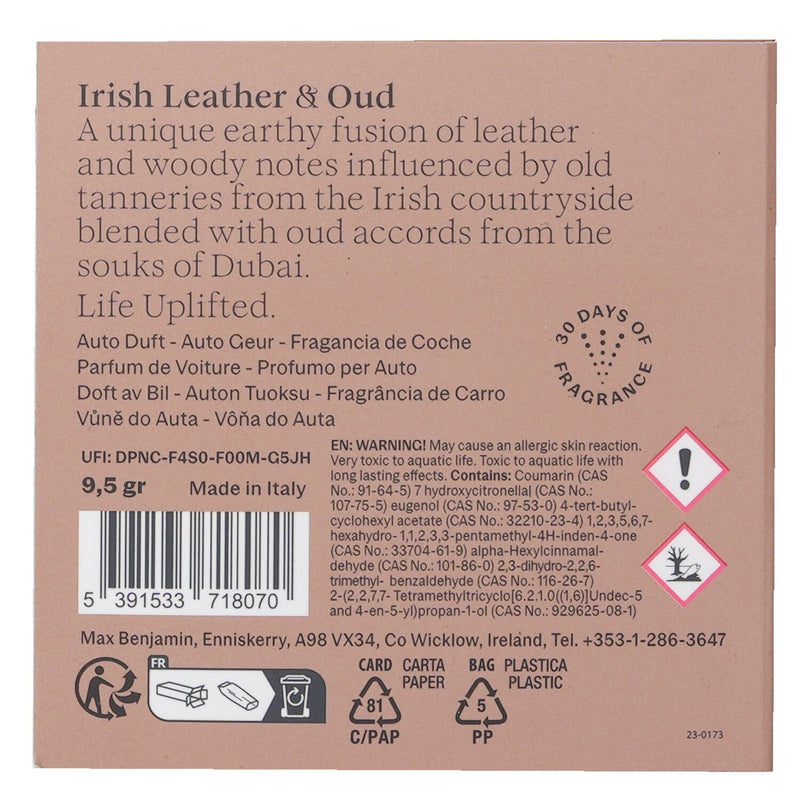 Irish Leather & Oud
A unique earthy fusion of leather
and woody notes influenced by old
tanneries from the Irish countryside
blended with oud accords from the
souks of Dubai.
Life Uplifted.
Auto Duft - Auto Geur - Fragancia de Coche
Parfum de Voiture - Profumo per Auto
Doft av Bil - Auton Tuoksu - Fragrância de Carro
Vůně do Auta - Vôňa do Auta
30 DAYS OF
FRAGRANCE
UFI: DPNC-F4S0-F00M-G5JH
9,5 gr Made in Italy
5 391533 718070
EN: WARNING! May cause an allergic skin reaction.
Very toxic to aquatic life. Toxic to aquatic life with
long lasting effects. Contains: Coumarin (CAS
No.: 91-64-5) 7 hydroxycitronellal (CAS No.:
107-75-5) eugenol (CAS No.: 97-53-0) 4-tert-butyl-
cyclohexyl acetate (CAS No.: 32210-23-4) 1,2,3,5,6,7-
hexahydro- 1,1,2,3,3-pentamethyl-4H-inden-4-one
(CAS No.: 33704-61-9) alpha-Hexylcinnamal-
dehyde (CAS No.: 101-86-0) 2,3-dihydro-2,2,6-
trimethyl- benzaldehyde (CAS No.: 116-26-7)
2-(2,2,7,7- Tetramethyltricyclo[6.2.1.0((1,6)]Undec-5
and 4-en-5-yl)propan-1-ol (CAS No.: 929625-08-1)
Max Benjamin, Enniskerry, A98 VX34, Co Wicklow, Ireland, Tel. +353-1-286-3647
FR
CARD CARTA
PAPER
81
C/PAP
BAG PLASTICA
PLASTIC
5
PP
23-0173